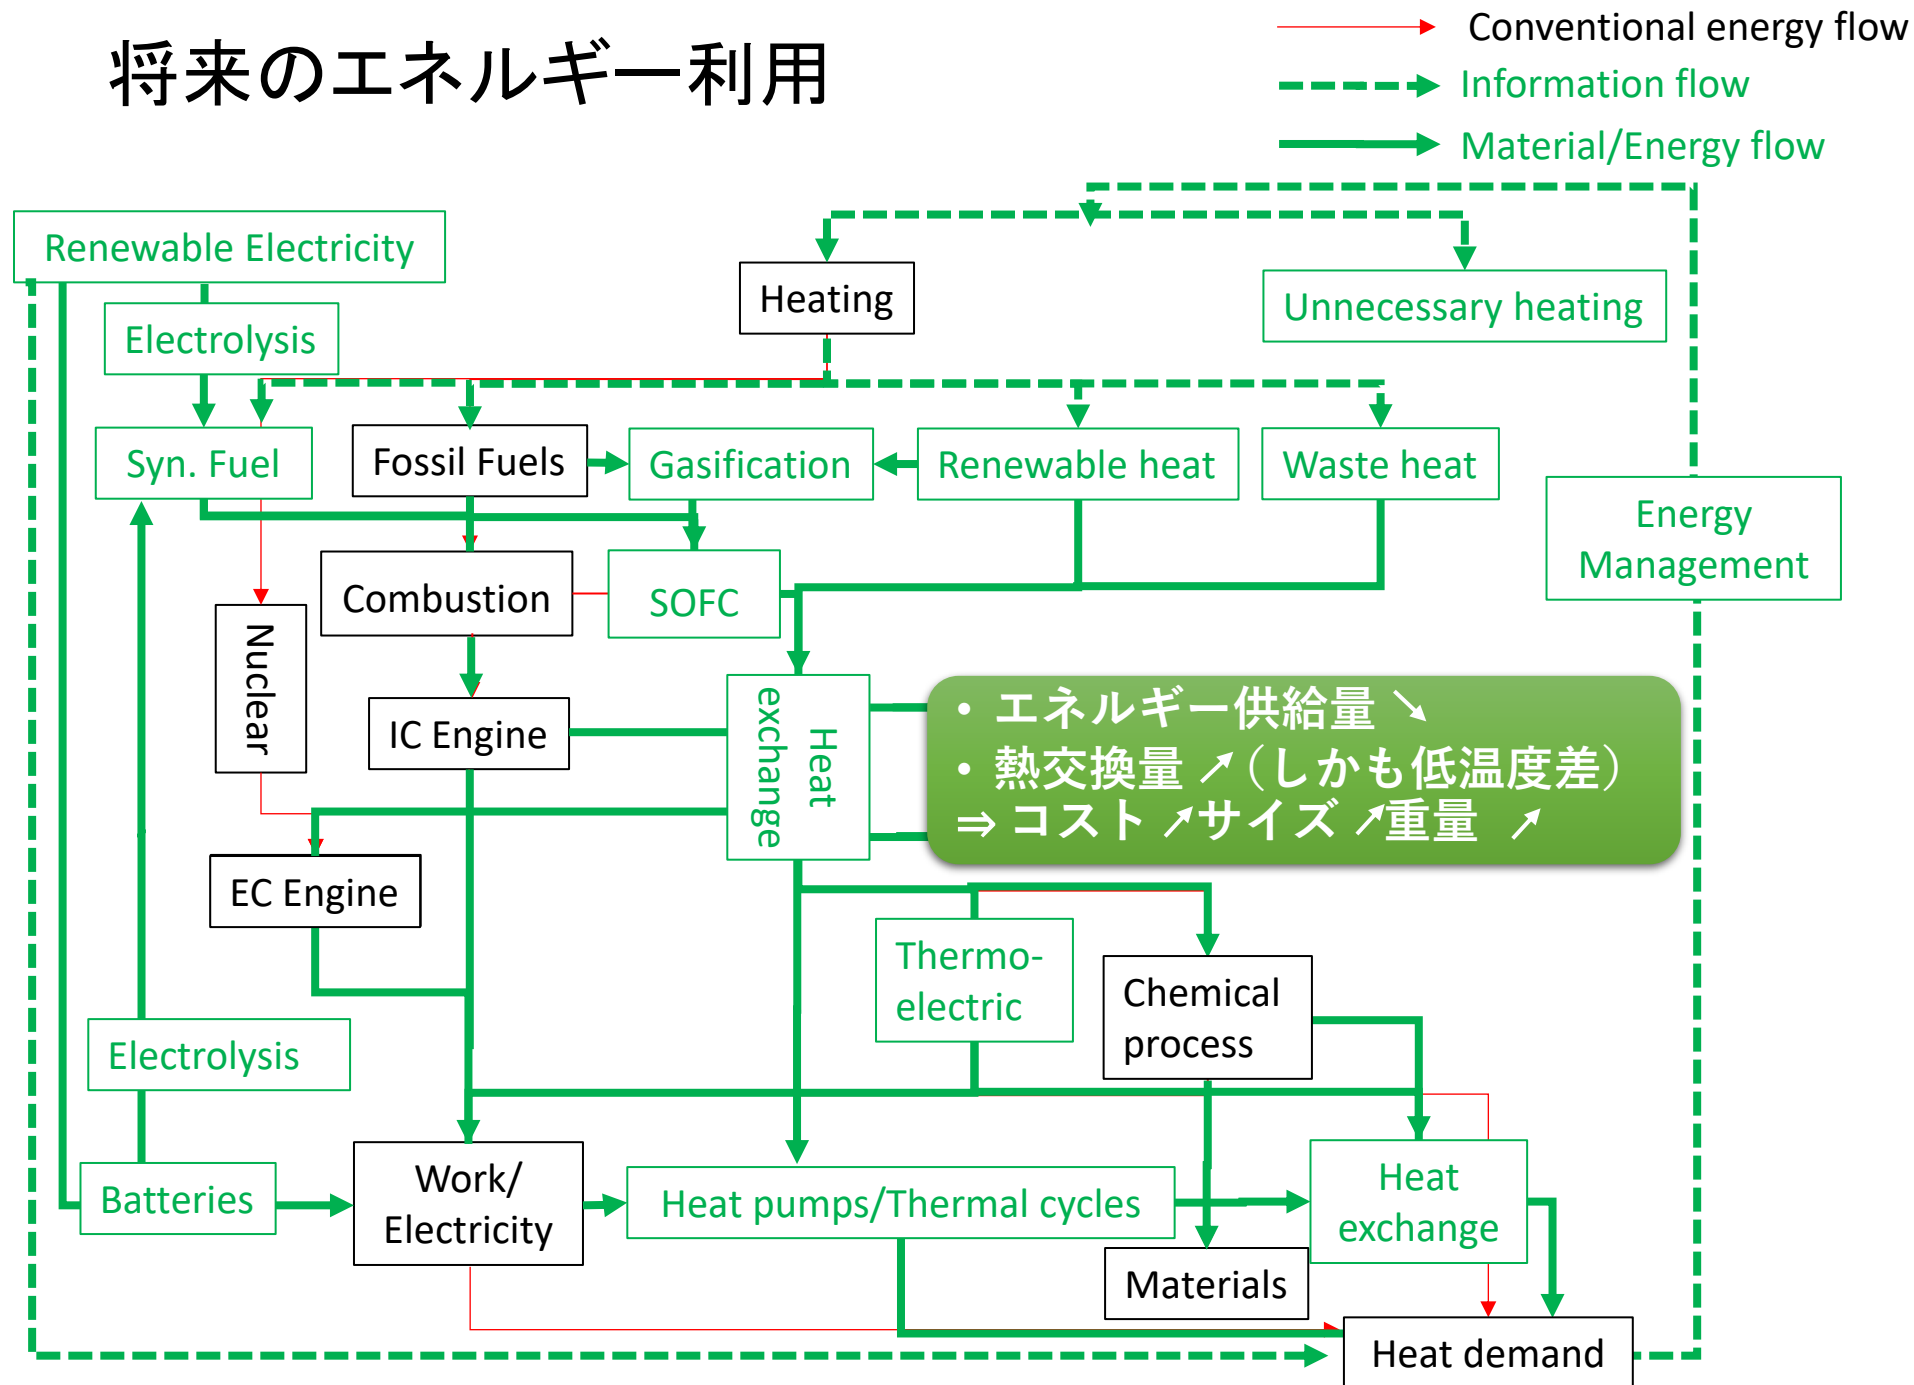 将来のエネルギー利用
Conventional energy flow
Information flow
Material/Energy flow
Renewable Electricity
Electrolysis
Heating
Unnecessary heating
Syn. Fuel
Fossil Fuels
Gasification
Renewable heat
Waste heat
Energy
Management
Combustion
SOFC
Nuclear
IC Engine
Heat
exchange
• エネルギー供給量 ↘
• 熱交換量 ↗(しかも低温度差)
⇒ コスト ↗サイズ ↗重量 ↗
EC Engine
Thermo-
electric
Chemical
process
Electrolysis
Batteries
Work/
Electricity
Heat pumps/Thermal cycles
Heat
exchange
Materials
Heat demand